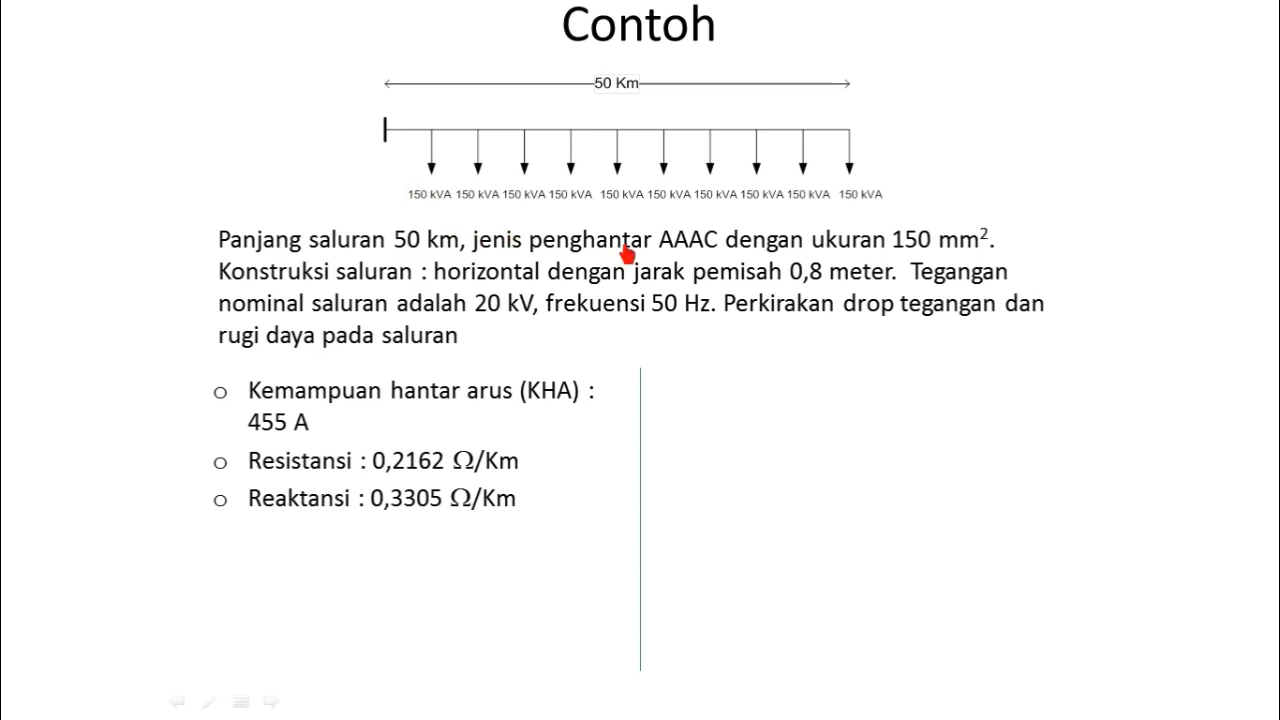 Contoh
50 Km
150 kVA 150 kVA 150 kVA 150 kVA 150 kVA 150 kVA 150 kVA 150 kVA 150 kVA 150 kVA
Panjang saluran 50 km, jenis penghantar AAAC dengan ukuran 150 mm².
Konstruksi saluran : horizontal dengan jarak pemisah 0,8 meter. Tegangan
nominal saluran adalah 20 kV, frekuensi 50 Hz. Perkirakan drop tegangan dan
rugi daya pada saluran
o Kemampuan hantar arus (KHA) :
455 A
o Resistansi : 0,2162 Ω/Km
o Reaktansi : 0,3305 Ω/Km